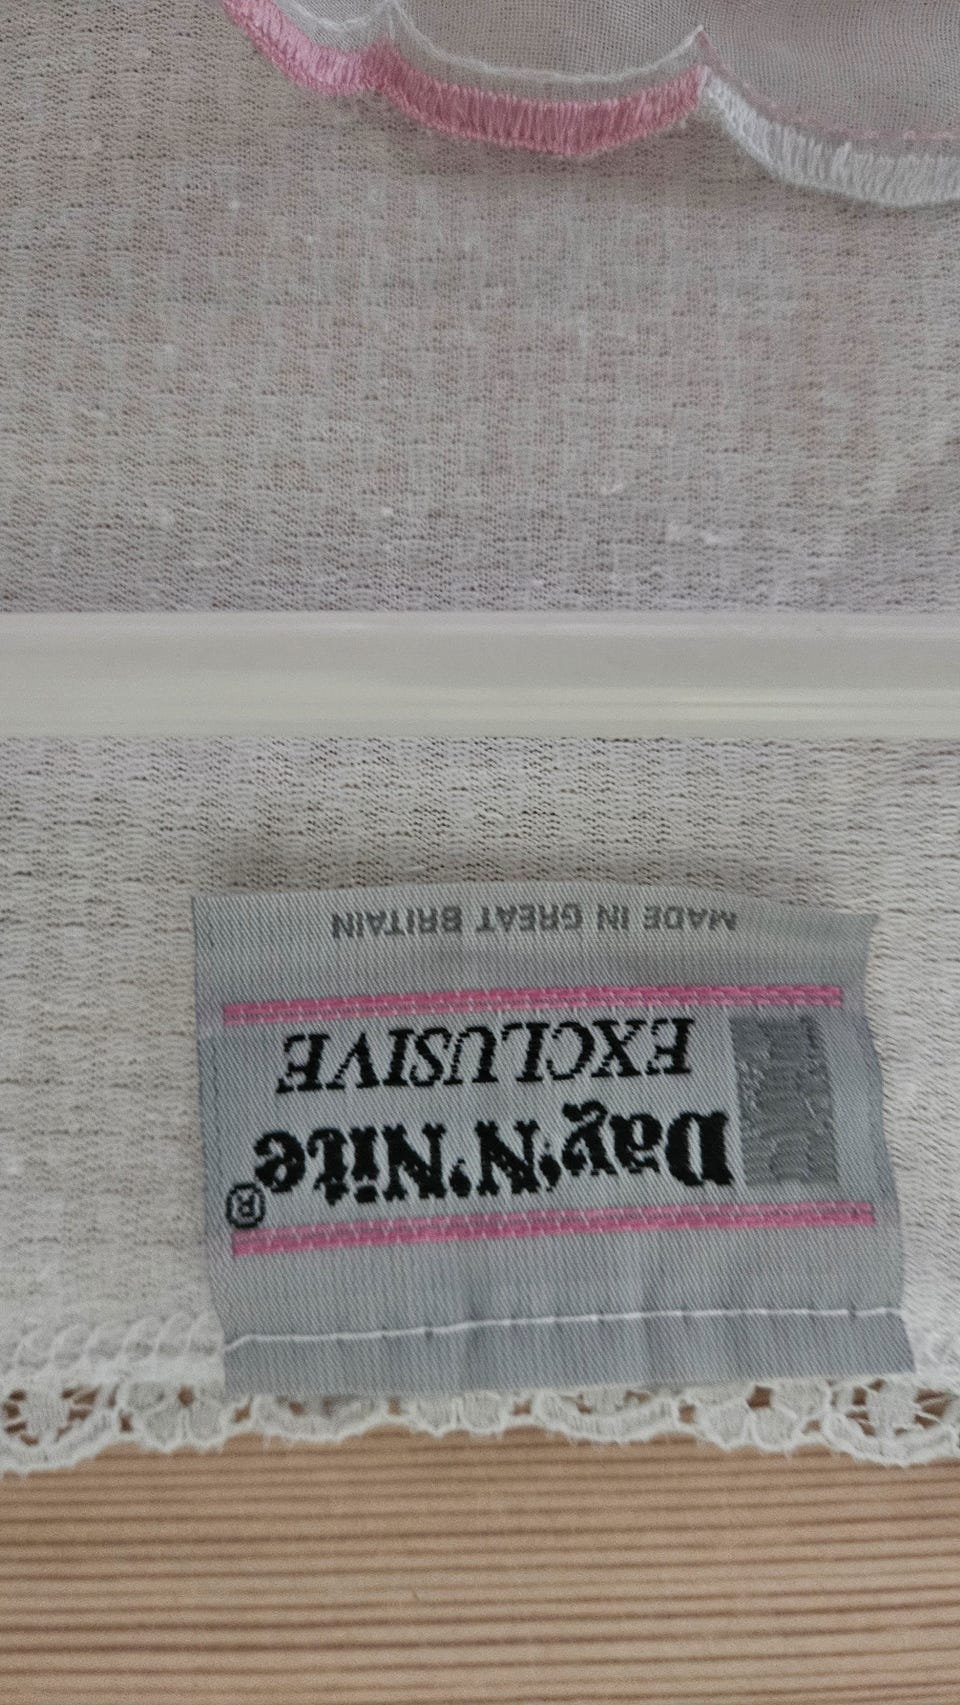 Day'N'Nite®
EXCLUSIVE
MADE IN GREAT BRITAIN